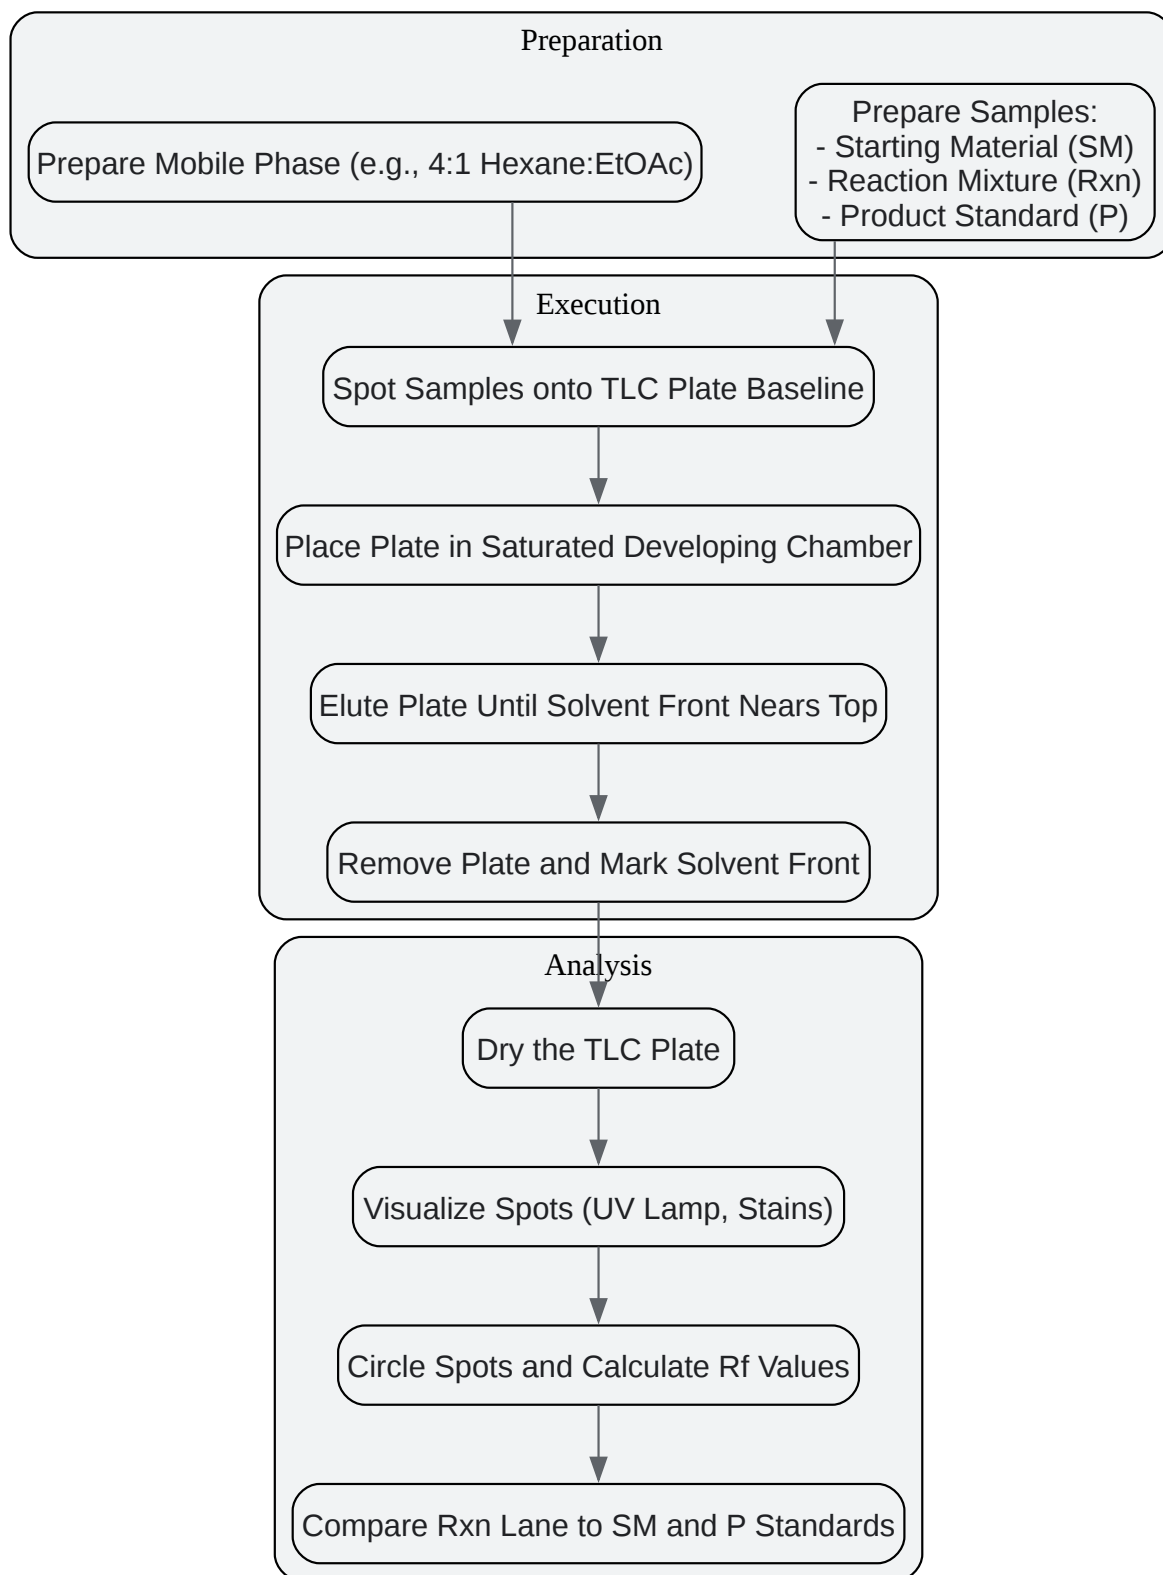 Preparation
Prepare Mobile Phase (e.g., 4:1 Hexane:EtOAc)
Prepare Samples:
- Starting Material (SM)
- Reaction Mixture (Rxn)
- Product Standard (P)
Execution
Spot Samples onto TLC Plate Baseline
Place Plate in Saturated Developing Chamber
Elute Plate Until Solvent Front Nears Top
Remove Plate and Mark Solvent Front
Analysis
Dry the TLC Plate
Visualize Spots (UV Lamp, Stains)
Circle Spots and Calculate Rf Values
Compare Rxn Lane to SM and P Standards